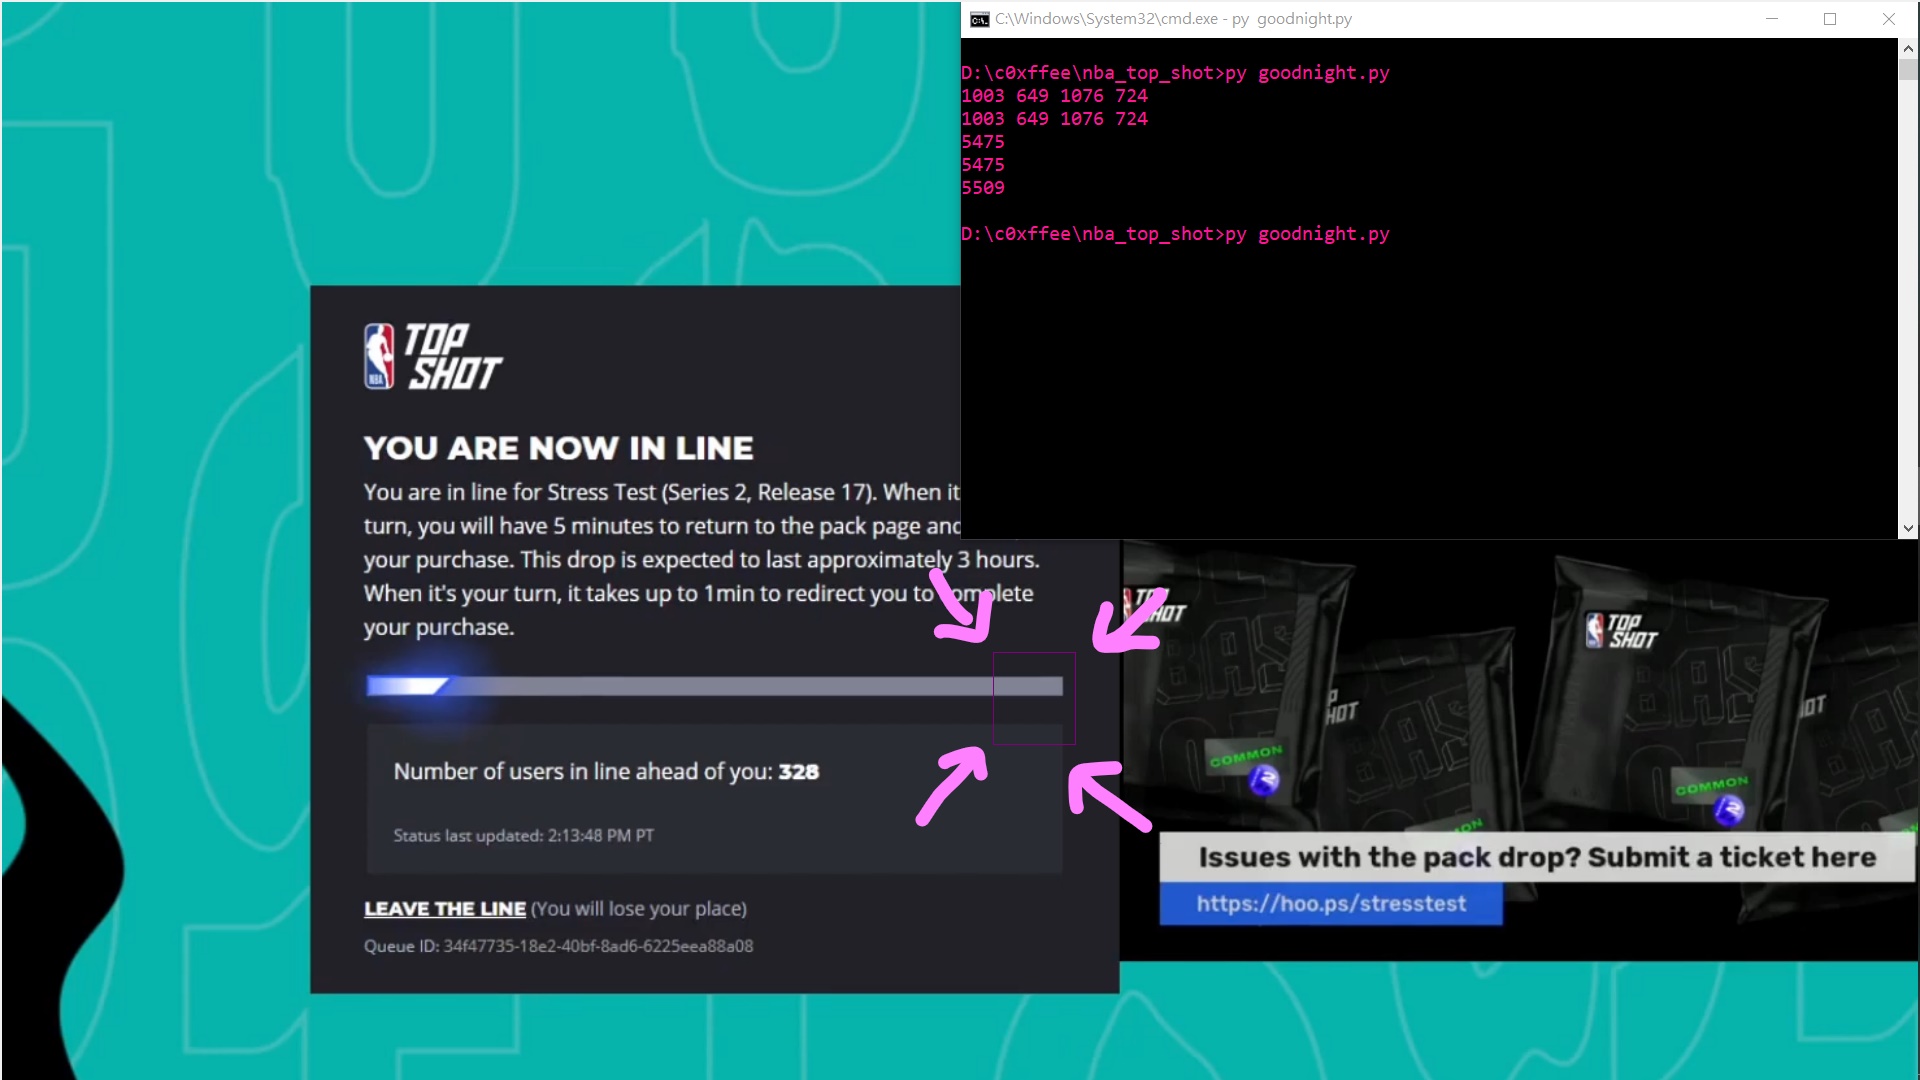 C:\Windows\System32\cmd.exe - py  goodnight.py
D:\c0xffee\nba_top_shot>py goodnight.py
1003 649 1076 724
1003 649 1076 724
5475
5475
5509
D:\c0xffee\nba_top_shot>py goodnight.py
NBA
TOP
SHOT
YOU ARE NOW IN LINE
You are in line for Stress Test (Series 2, Release 17). When it
turn, you will have 5 minutes to return to the pack page and
your purchase. This drop is expected to last approximately 3 hours.
When it's your turn, it takes up to 1min to redirect you to complete
your purchase.
Number of users in line ahead of you: 328
Status last updated: 2:13:48 PM PT
LEAVE THE LINE (You will lose your place)
Queue ID: 34f47735-18e2-40bf-8ad6-6225eea88a08
TOP
SHOT
TOP
SHOT
COMMON
COMMON
Issues with the pack drop? Submit a ticket here
https://hoo.ps/stresstest